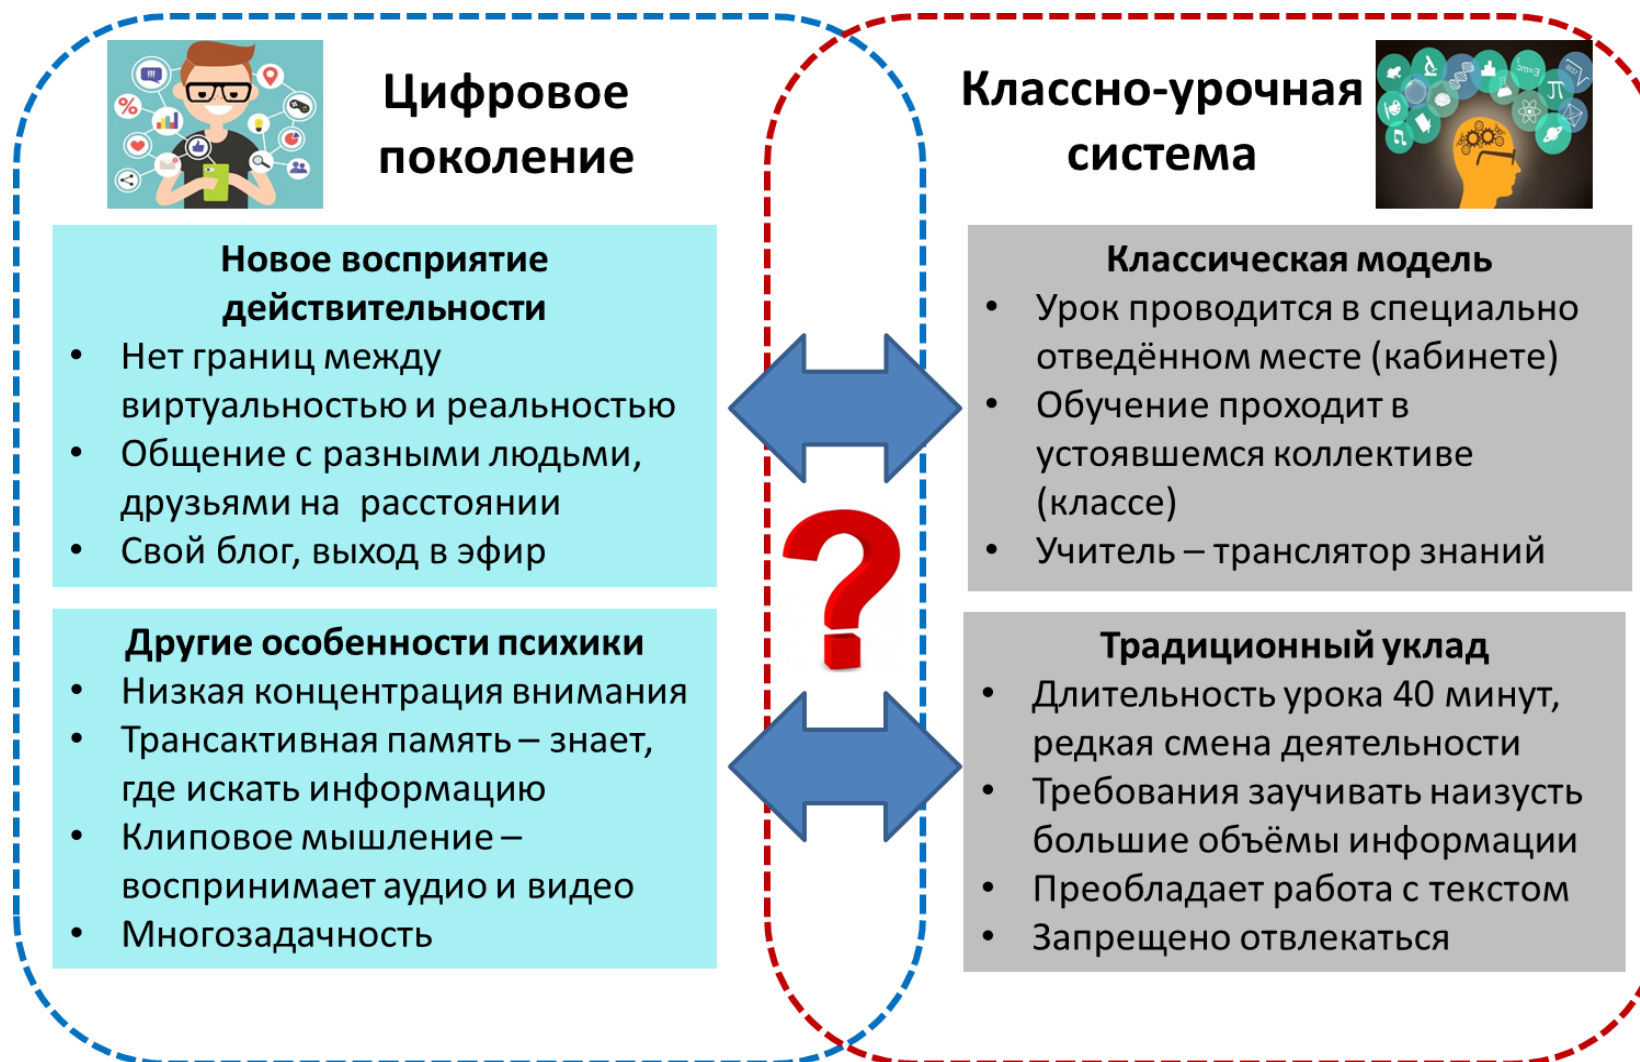 Цифровое
поколение
Классно-урочная
система
Новое восприятие
действительности
• Нет границ между
виртуальностью и реальностью
• Общение с разными людьми,
друзьями на расстоянии
• Свой блог, выход в эфир
Классическая модель
• Урок проводится в специально
отведённом месте (кабинете)
• Обучение проходит в
устоявшемся коллективе
(классе)
• Учитель – транслятор знаний
?
Другие особенности психики
• Низкая концентрация внимания
• Трансактивная память – знает,
где искать информацию
• Клиповое мышление –
воспринимает аудио и видео
• Многозадачность
Традиционный уклад
• Длительность урока 40 минут,
редкая смена деятельности
• Требования заучивать наизусть
большие объёмы информации
• Преобладает работа с текстом
• Запрещено отвлекаться